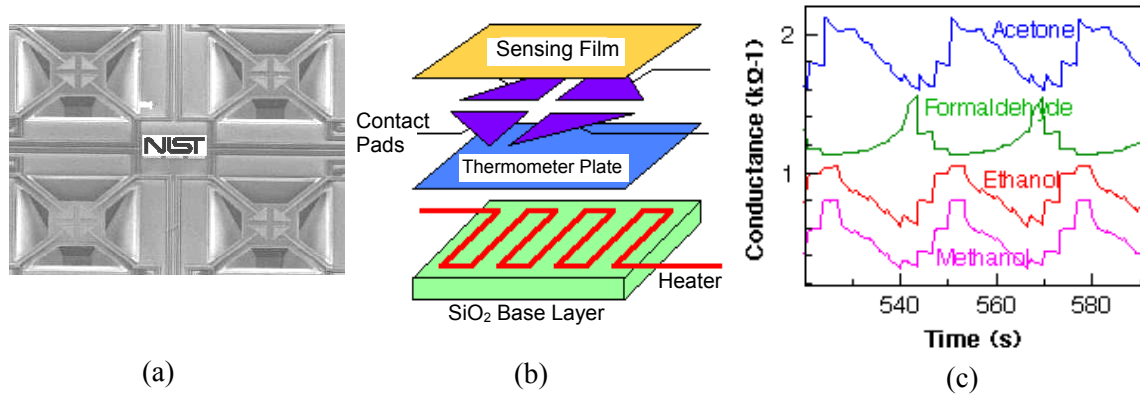 NIST
(a)
Sensing Film
Contact
Pads
Thermometer Plate
Heater
SiO₂ Base Layer
(b)
Conductance (kΩ-1)
2
1
Acetone
Formaldehyde
Ethanol
Methanol
540
560
580
Time (s)
(c)